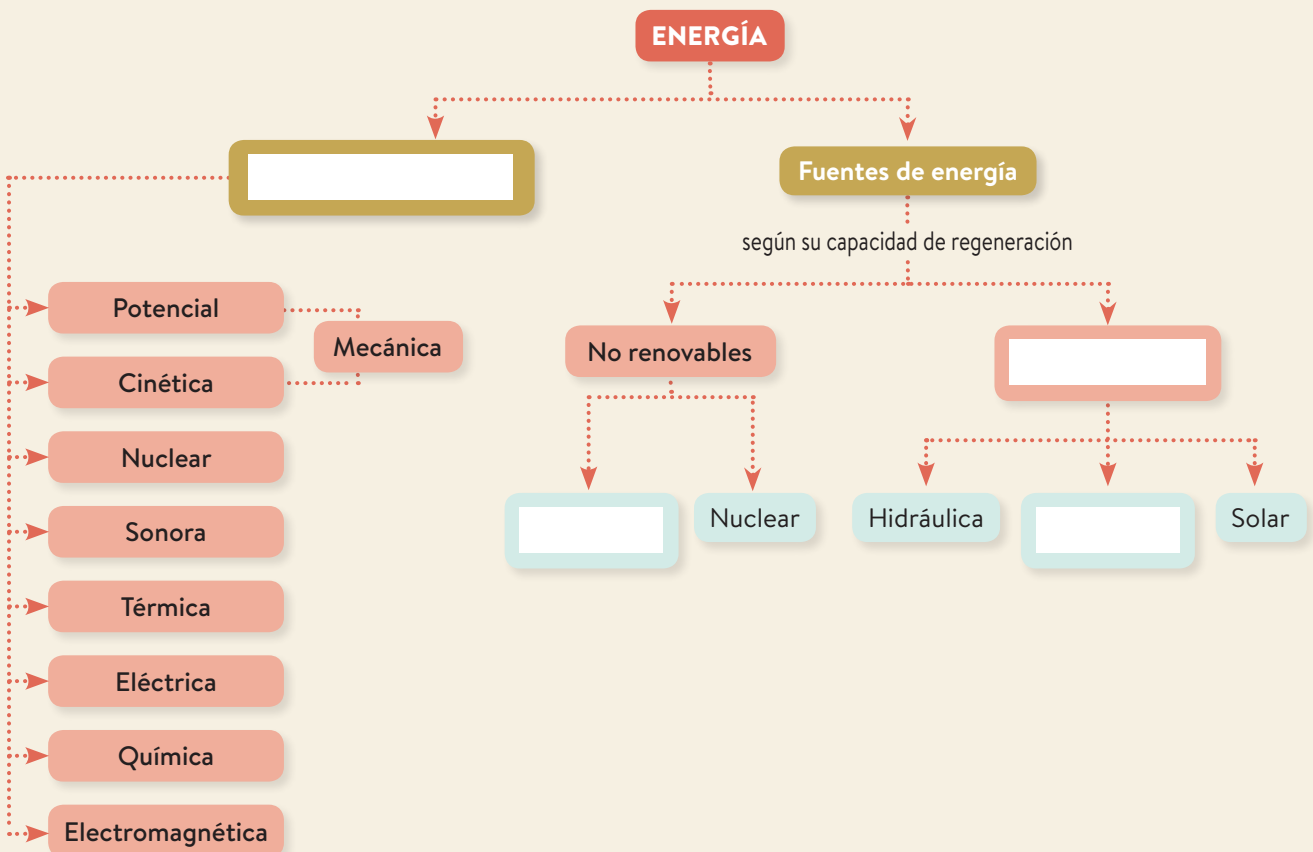 ENERGÍA
Fuentes de energía
según su capacidad de regeneración
Potencial
Cinética
Mecánica
Nuclear
Sonora
Térmica
Eléctrica
Química
Electromagnética
No renovables
Nuclear
Hidráulica
Solar